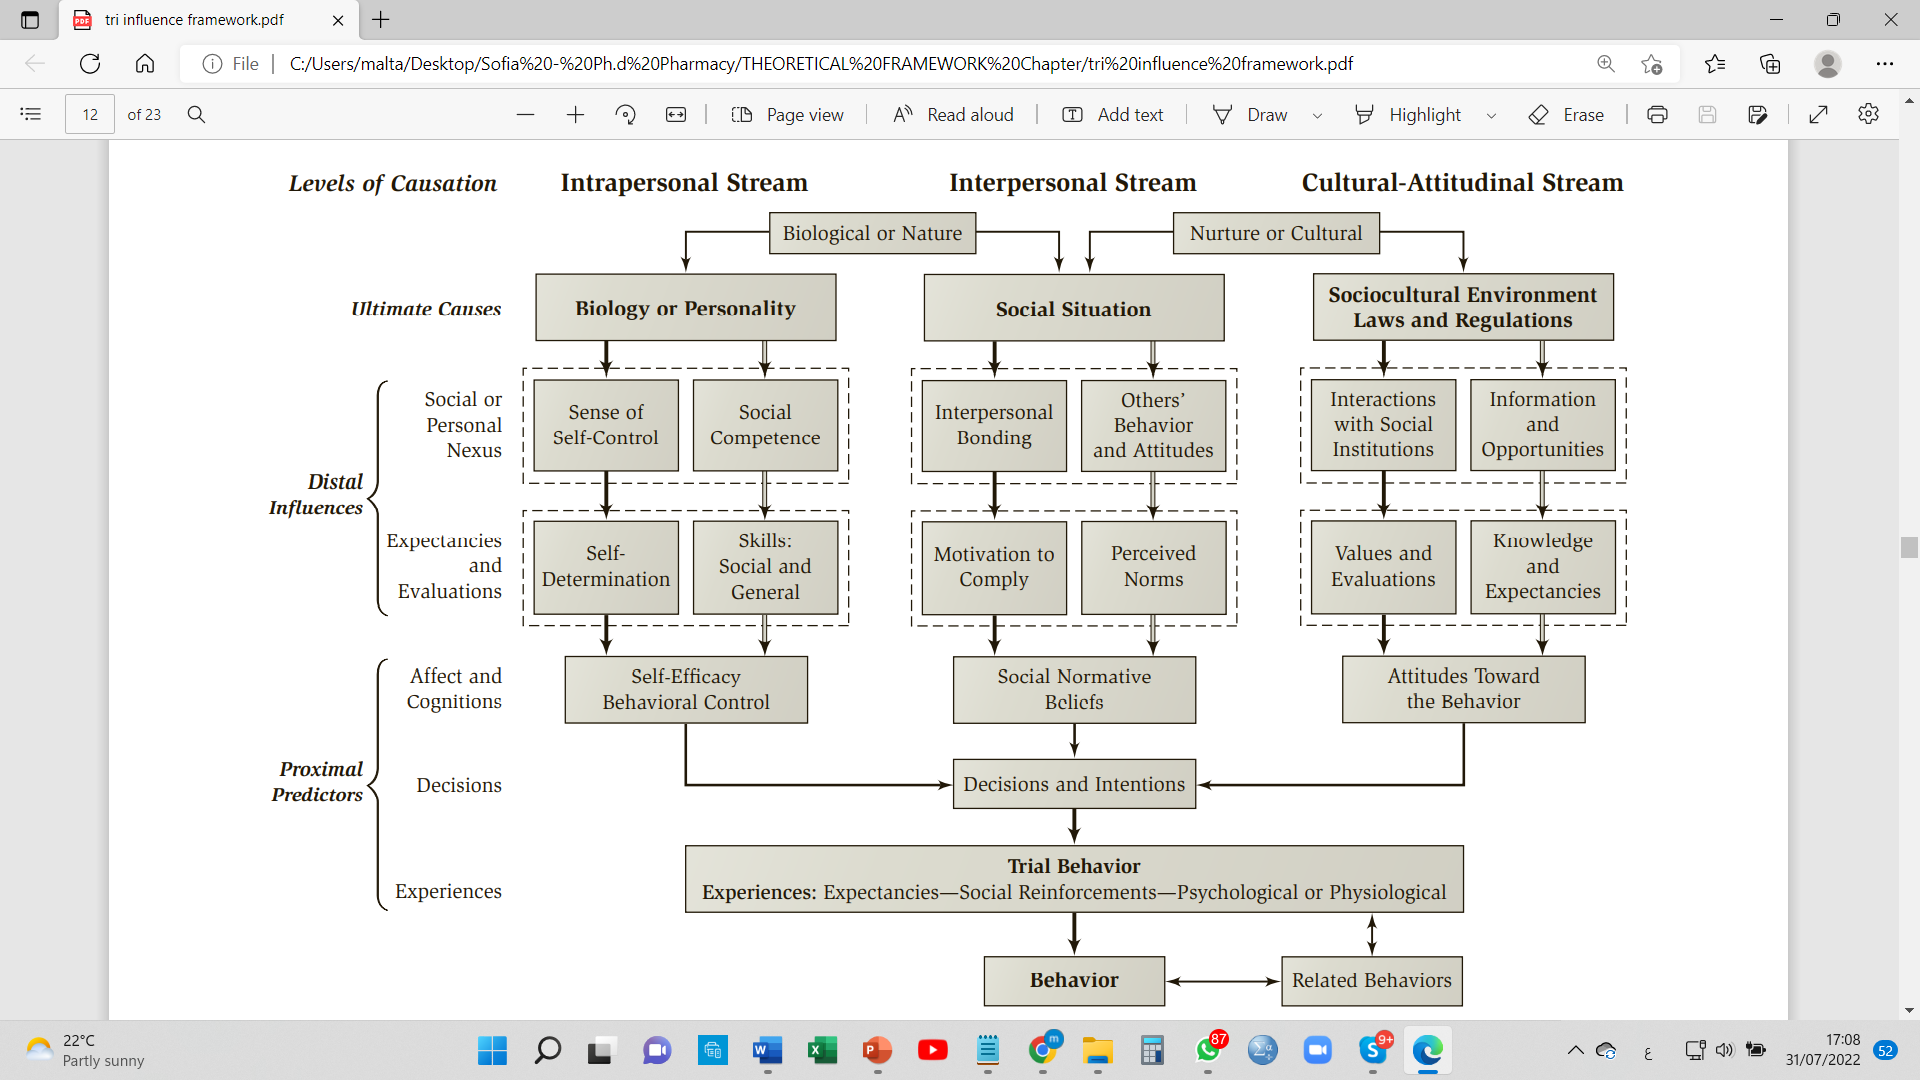 tri influence framework.pdf
File
C:/Users/malta/Desktop/Sofia%20-%20Ph.d%20Pharmacy/THEORETICAL%20FRAMEWORK%20Chapter/tri%20influence%20framework.pdf
12 of 23
Page view
Read aloud
Add text
Draw
Highlight
Erase
Levels of Causation
Intrapersonal Stream
Interpersonal Stream
Cultural-Attitudinal Stream
Biological or Nature
Nurture or Cultural
Ultimate Causes
Biology or Personality
Social Situation
Sociocultural Environment
Laws and Regulations
Distal
Influences
Social or
Personal
Nexus
Sense of
Self-Control
Social
Competence
Interpersonal
Bonding
Others’
Behavior
and Attitudes
Interactions
with Social
Institutions
Information
and
Opportunities
Expectancies
and
Evaluations
Self-
Determination
Skills:
Social and
General
Motivation to
Comply
Perceived
Norms
Values and
Evaluations
Knowledge
and
Expectancies
Proximal
Predictors
Affect and
Cognitions
Self-Efficacy
Behavioral Control
Social Normative
Beliefs
Attitudes Toward
the Behavior
Decisions
Decisions and Intentions
Experiences
Trial Behavior
Experiences: Expectancies—Social Reinforcements—Psychological or Physiological
Behavior
Related Behaviors
22°C
Partly sunny
m
87
9+
ع
17:08
31/07/2022
52